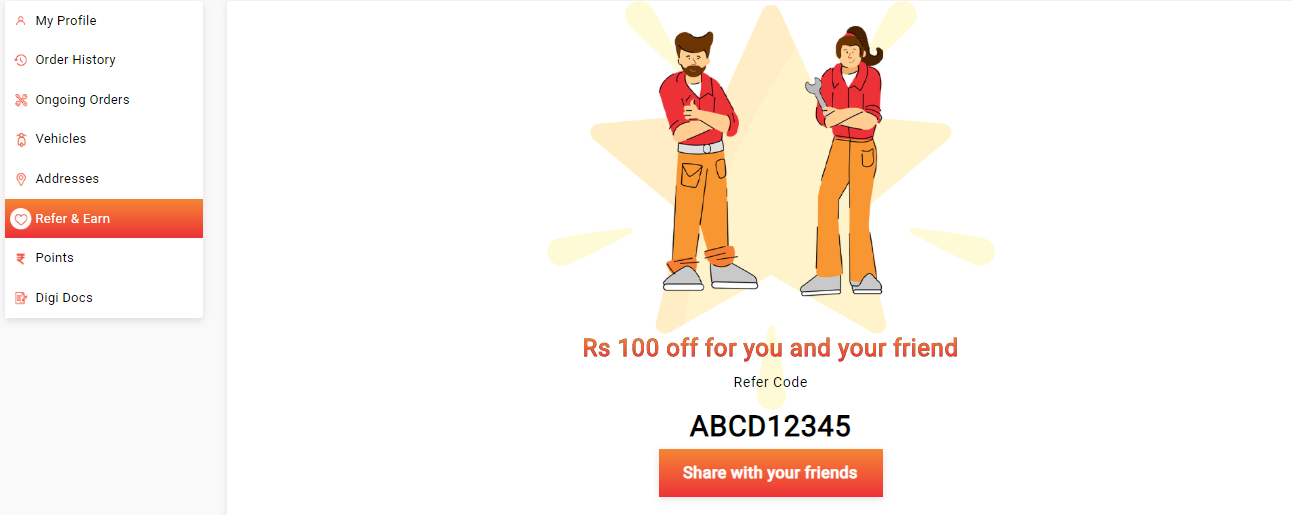 My Profile
Order History
Ongoing Orders
Vehicles
Addresses
Refer & Earn
Points
Digi Docs
Rs 100 off for you and your friend
Refer Code
ABCD12345
Share with your friends